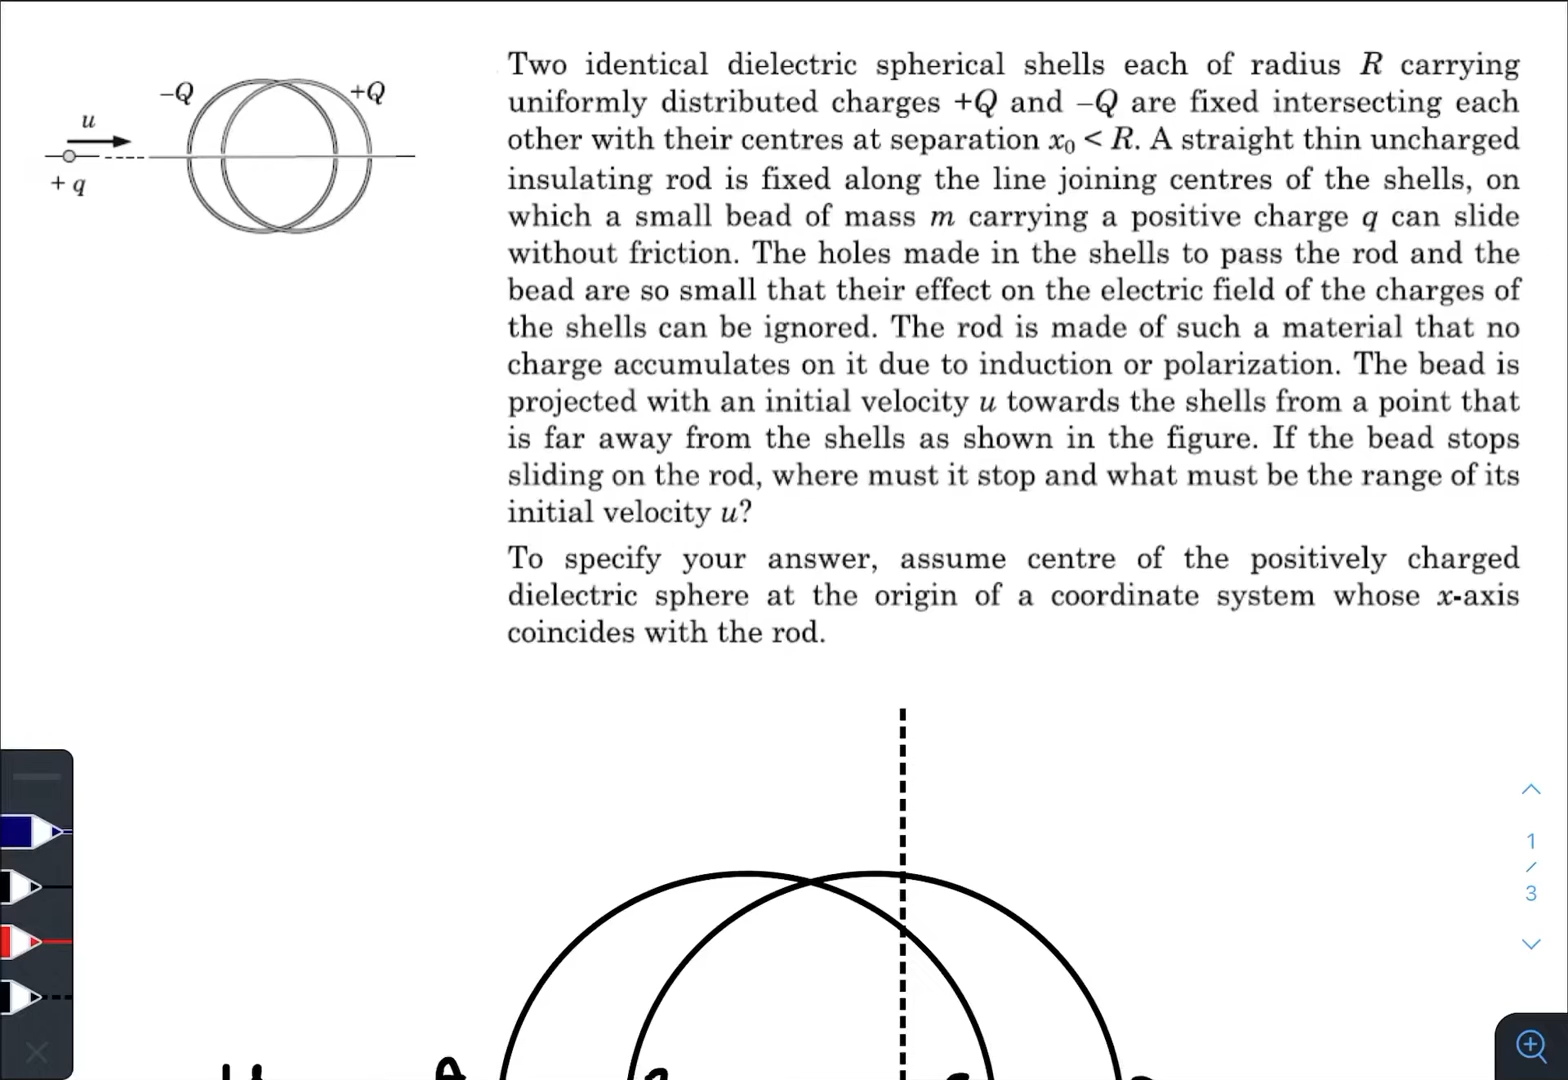 −Q
+Q
u
+ q
Two identical dielectric spherical shells each of radius R carrying
uniformly distributed charges +Q and −Q are fixed intersecting each
other with their centres at separation x₀ < R. A straight thin uncharged
insulating rod is fixed along the line joining centres of the shells, on
which a small bead of mass m carrying a positive charge q can slide
without friction. The holes made in the shells to pass the rod and the
bead are so small that their effect on the electric field of the charges of
the shells can be ignored. The rod is made of such a material that no
charge accumulates on it due to induction or polarization. The bead is
projected with an initial velocity u towards the shells from a point that
is far away from the shells as shown in the figure. If the bead stops
sliding on the rod, where must it stop and what must be the range of its
initial velocity u?
To specify your answer, assume centre of the positively charged
dielectric sphere at the origin of a coordinate system whose x-axis
coincides with the rod.
1
/
3